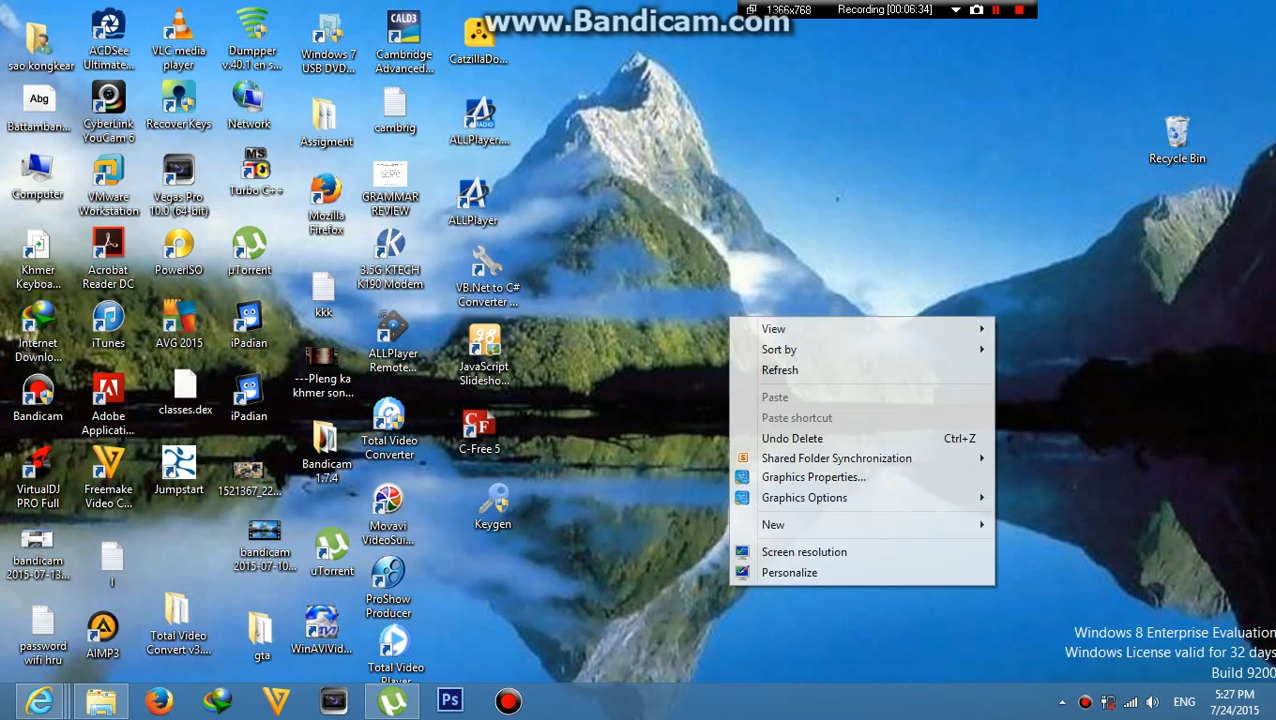 www.Bandicam.com
1366x768
Recording [00:06:34]
sao kongkear
ACDSee
Ultimate...
VLC media
player
Dumpper
v.40.1 en s...
Windows 7
USB DVD...
Cambridge
Advanced...
CatzillaDo...
Abg
Battamban...
CyberLink
YouCam 6
Recover Keys
Network
Assigment
cambrig
RADIO
ALLPlayer....
Recycle Bin
Computer
VMware
Workstation
Vegas Pro
10.0 (64-bit)
MS
Turbo C++
Mozilla
Firefox
GRAMMAR
REVIEW
ALLPlayer
Khmer
Keyboa...
Acrobat
Reader DC
PowerISO
µTorrent
kkk
3.5G KTECH
K190 Modem
VB.Net to C#
Converter ...
Internet
Downlo...
iTunes
AVG 2015
iPadian
---Pleng ka
khmer son...
ALLPlayer
Remote...
JavaScript
Slidesho...
Bandicam
Adobe
Applicati...
classes.dex
iPadian
Bandicam
1.7.4
Total Video
Converter
CF
C-Free 5
VirtualDJ
PRO Full
Freemake
Video C...
Jumpstart
1521367_22...
Movavi
VideoSui...
Keygen
bandicam
2015-07-13...
l
bandicam
2015-07-10...
uTorrent
ProShow
Producer
password
wifi hru
AIMP3
Total Video
Convert v3....
gta
WinAVIVid...
Total Video
Player
View
Sort by
Refresh
Paste
Paste shortcut
Undo Delete Ctrl+Z
Shared Folder Synchronization
Graphics Properties...
Graphics Options
New
Screen resolution
Personalize
Windows 8 Enterprise Evaluation
Windows License valid for 32 days
Build 9200
Ps
ENG
5:27 PM
7/24/2015